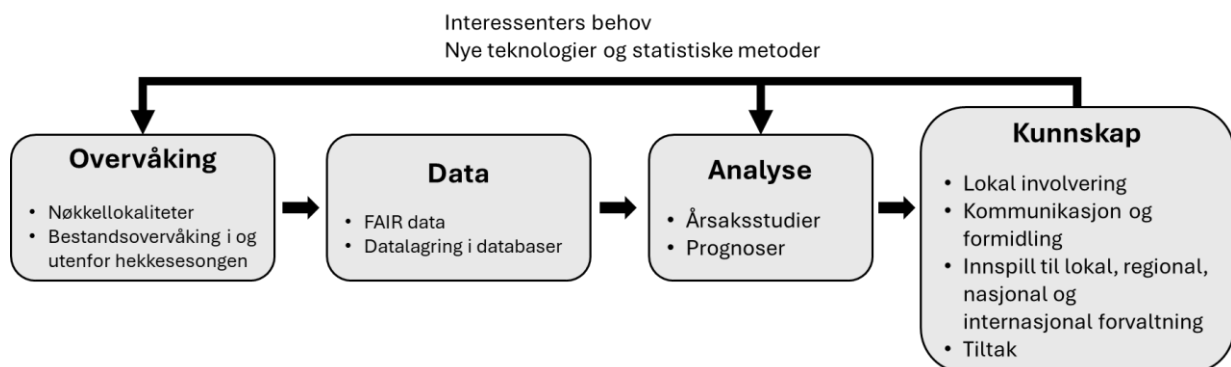 Interessenters behov
Nye teknologier og statistiske metoder
Overvåking
• Nøkkellokaliteter
• Bestandsovervåking i og
utenfor hekkesesongen
Data
• FAIR data
• Datalagring i databaser
Analyse
• Årsaksstudier
• Prognoser
Kunnskap
• Lokal involvering
• Kommunikasjon og
formidling
• Innspill til lokal, regional,
nasjonal og
internasjonal forvaltning
• Tiltak